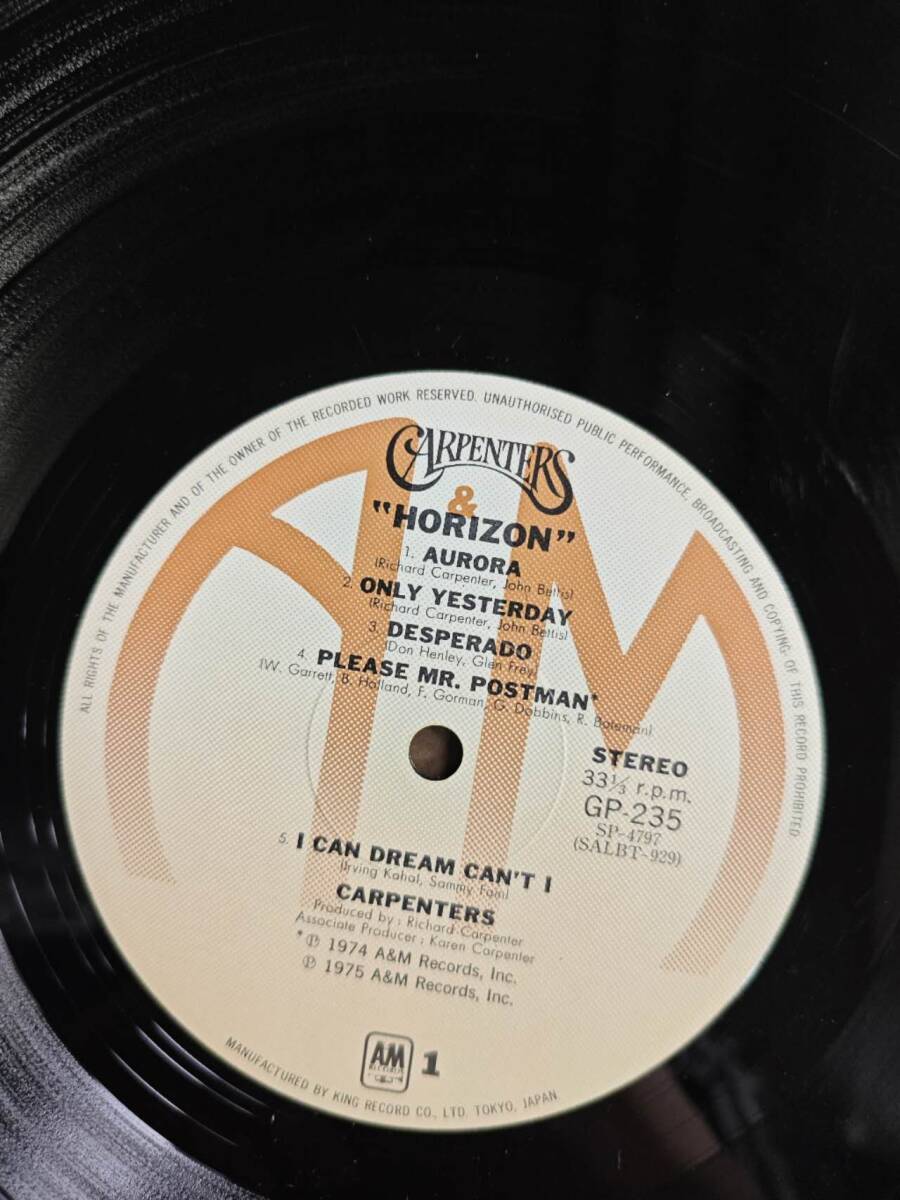 ALL RIGHTS OF THE MANUFACTURER AND OF THE OWNER OF THE RECORDED WORK RESERVED. UNAUTHORISED PUBLIC PERFORMANCE, BROADCASTING AND COPYING; OF THIS RECORD PROHIBITED
CARPENTERS
&
"HORIZON"
1. AURORA
(Richard Carpenter, John Bettis)
2. ONLY YESTERDAY
(Richard Carpenter, John Bettis)
3. DESPERADO
(Don Henley, Glen Frey)
4. PLEASE MR. POSTMAN*
(W. Garrett, B. Holland, F. Gorman, G. Dobbins, R. Bateman)
STEREO
33⅓ r.p.m.
GP-235
SP-4797
(SALBT-929)
5. I CAN DREAM CAN'T I
(Irving Kahal, Sammy Fain)
CARPENTERS
Produced by : Richard Carpenter
Associate Producer : Karen Carpenter
*℗ 1974 A&M Records, Inc.
℗ 1975 A&M Records, Inc.
AM
RECORDS
1
MANUFACTURED BY KING RECORD CO., LTD. TOKYO, JAPAN.